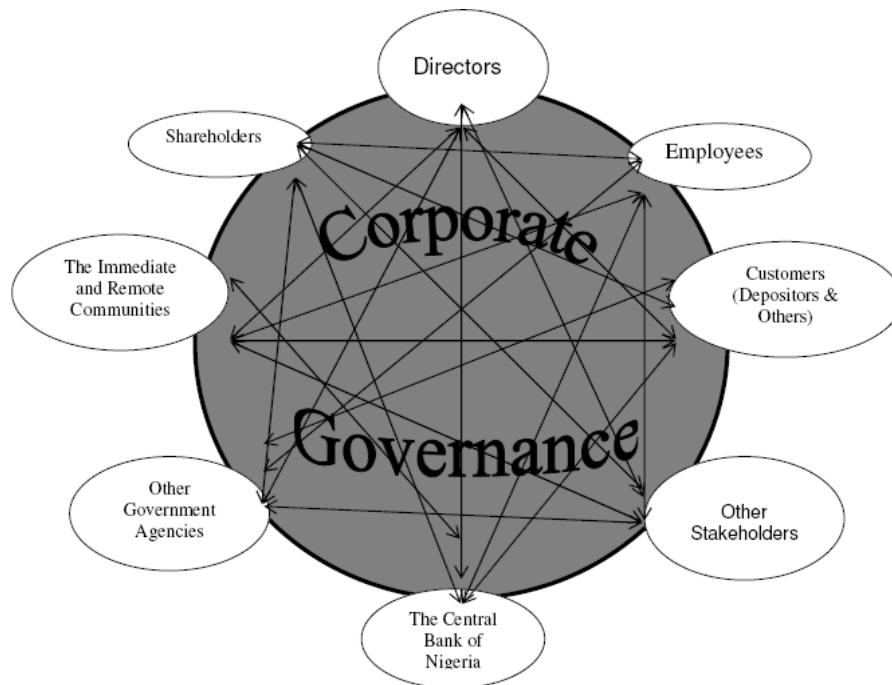 Directors
Shareholders
Employees
Corporate
The Immediate
and Remote
Communities
Customers
(Depositors &
Others)
Governance
Other
Government
Agencies
Other
Stakeholders
The Central
Bank of
Nigeria